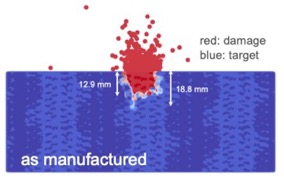 red: damage
blue: target
12.9 mm
18.8 mm
as manufactured